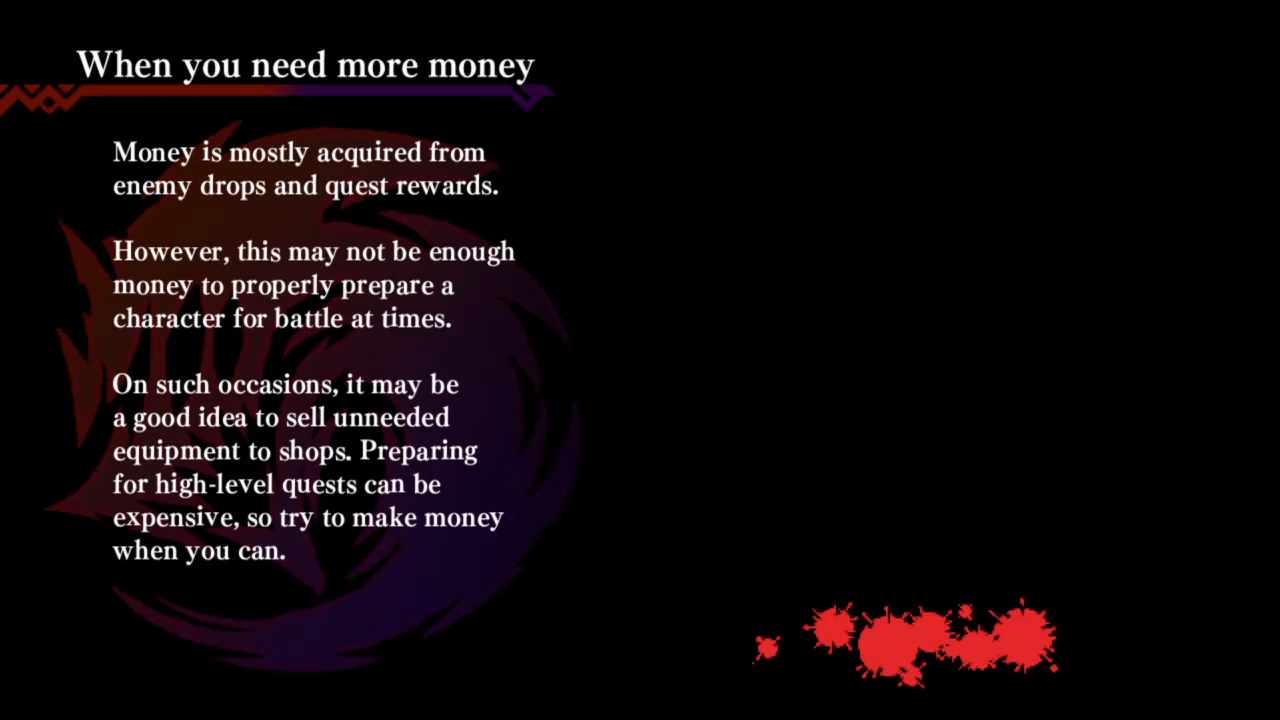 When you need more money
Money is mostly acquired from
enemy drops and quest rewards.
However, this may not be enough
money to properly prepare a
character for battle at times.
On such occasions, it may be
a good idea to sell unneeded
equipment to shops. Preparing
for high-level quests can be
expensive, so try to make money
when you can.